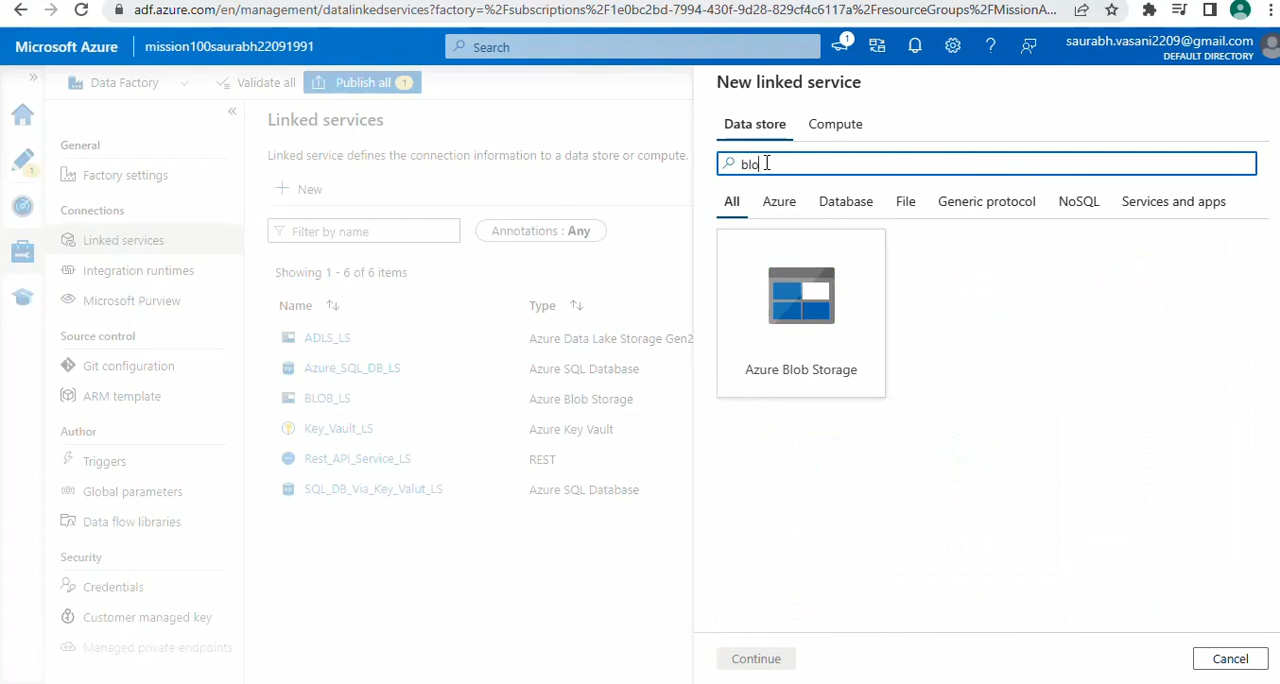 adf.azure.com/en/management/datalinkedservices?factory=%2Fsubscriptions%2F1e0bc2bd-7994-430f-9d28-829cf4c6117a%2FresourceGroups%2FMissionA...
Microsoft Azure
mission100saurabh22091991
Search
1
saurabh.vasani2209@gmail.com
DEFAULT DIRECTORY
Data Factory
Validate all
Publish all 1
1
General
Factory settings
Connections
Linked services
Integration runtimes
Microsoft Purview
Source control
Git configuration
ARM template
Author
Triggers
Global parameters
Data flow libraries
Security
Credentials
Customer managed key
Managed private endpoints
Linked services
Linked service defines the connection information to a data store or compute.
New
Filter by name
Annotations : Any
Showing 1 - 6 of 6 items
Name Type
ADLS_LS Azure Data Lake Storage Gen2
Azure_SQL_DB_LS Azure SQL Database
BLOB_LS Azure Blob Storage
Key_Vault_LS Azure Key Vault
Rest_API_Service_LS REST
SQL_DB_Via_Key_Valut_LS Azure SQL Database
New linked service
Data store Compute
blo
All Azure Database File Generic protocol NoSQL Services and apps
Azure Blob Storage
Continue
Cancel